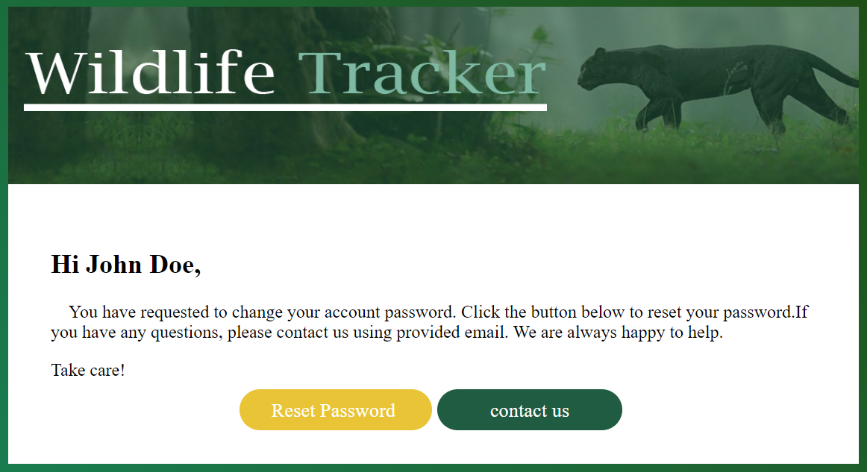 Wildlife Tracker
Hi John Doe,
You have requested to change your account password. Click the button below to reset your password.If
you have any questions, please contact us using provided email. We are always happy to help.
Take care!
Reset Password
contact us